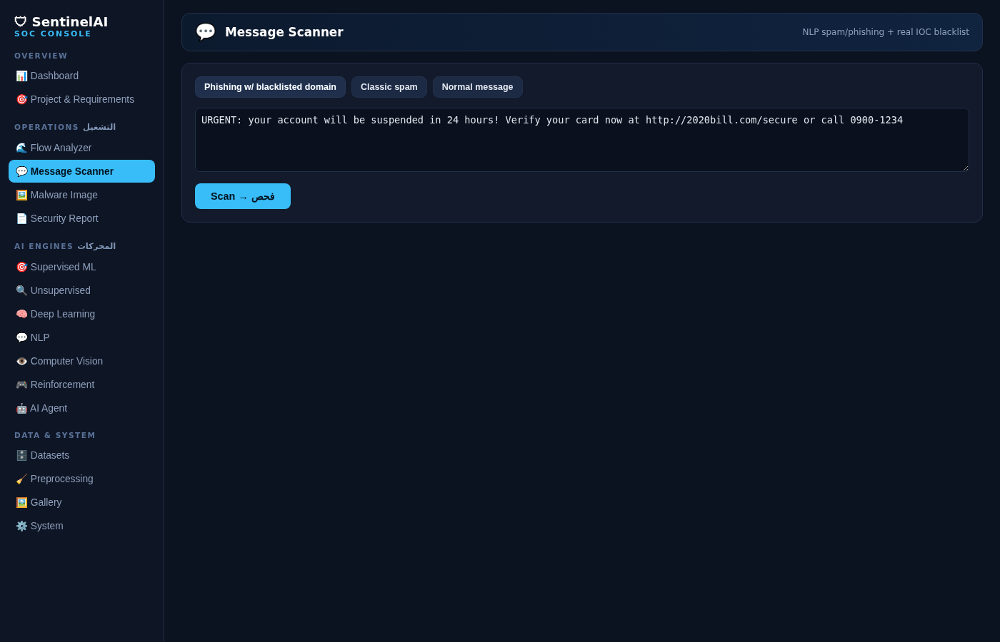 🛡 SentinelAI
SOC CONSOLE
OVERVIEW
📊 Dashboard
🎯 Project & Requirements
OPERATIONS التشغيل
🌊 Flow Analyzer
💬 Message Scanner
🖼️ Malware Image
📄 Security Report
AI ENGINES المحركات
🎯 Supervised ML
🔍 Unsupervised
🧠 Deep Learning
💬 NLP
👁️ Computer Vision
🎮 Reinforcement
🤖 AI Agent
DATA & SYSTEM
🗄️ Datasets
🧹 Preprocessing
🖼️ Gallery
⚙️ System
💬 Message Scanner
NLP spam/phishing + real IOC blacklist
Phishing w/ blacklisted domain
Classic spam
Normal message
URGENT: your account will be suspended in 24 hours! Verify your card now at http://2020bill.com/secure or call 0900-1234
Scan → فحص